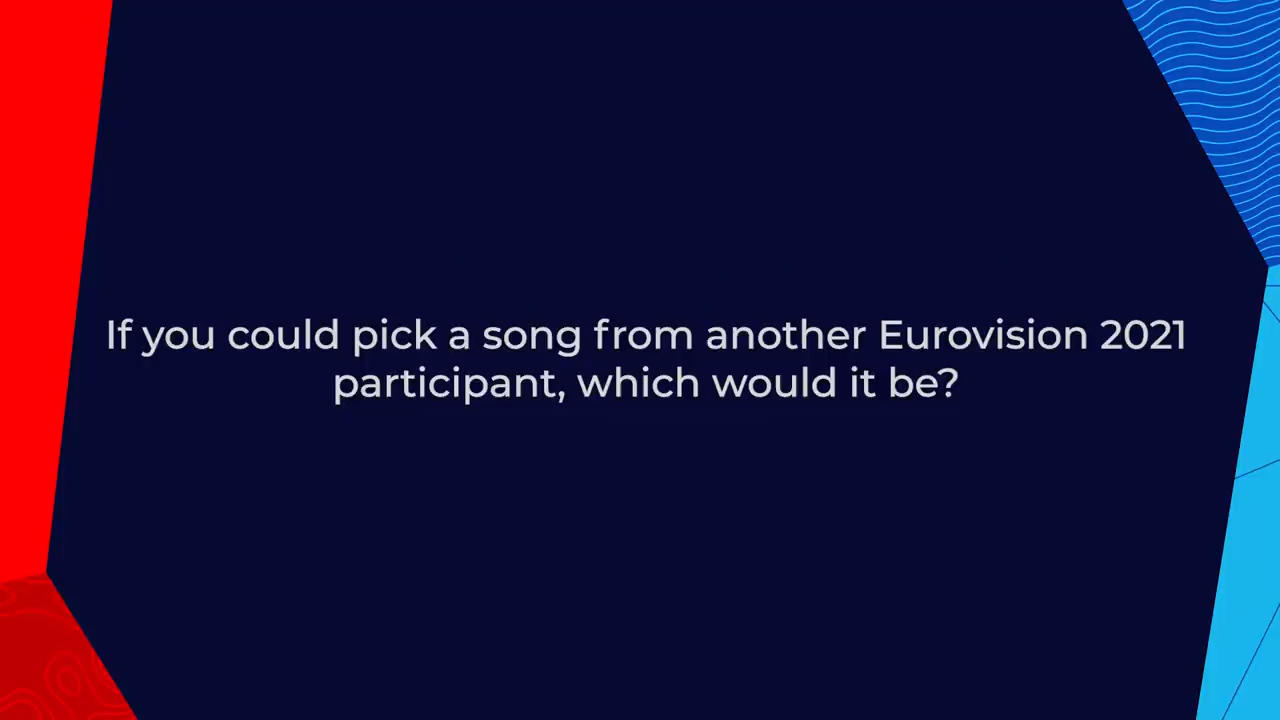 If you could pick a song from another Eurovision 2021
participant, which would it be?